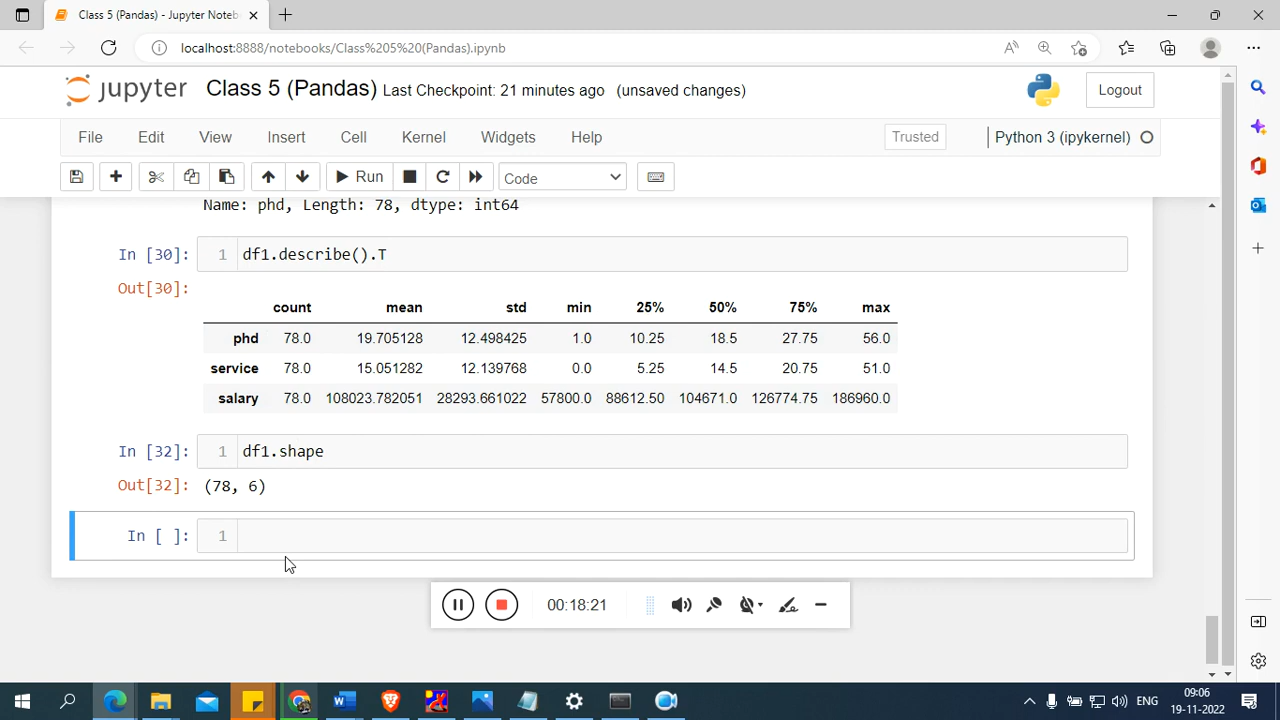 Class 5 (Pandas) - Jupyter Noteb
localhost:8888/notebooks/Class%205%20(Pandas).ipynb
jupyter Class 5 (Pandas) Last Checkpoint: 21 minutes ago (unsaved changes) Logout
File Edit View Insert Cell Kernel Widgets Help Trusted Python 3 (ipykernel)
Run Code
Name: phd, Length: 78, dtype: int64
In [30]: 1 df1.describe().T
Out[30]:
count mean std min 25% 50% 75% max
phd 78.0 19.705128 12.498425 1.0 10.25 18.5 27.75 56.0
service 78.0 15.051282 12.139768 0.0 5.25 14.5 20.75 51.0
salary 78.0 108023.782051 28293.661022 57800.0 88612.50 104671.0 126774.75 186960.0
In [32]: 1 df1.shape
Out[32]: (78, 6)
In [ ]: 1
00:18:21
ENG 09:06
19-11-2022